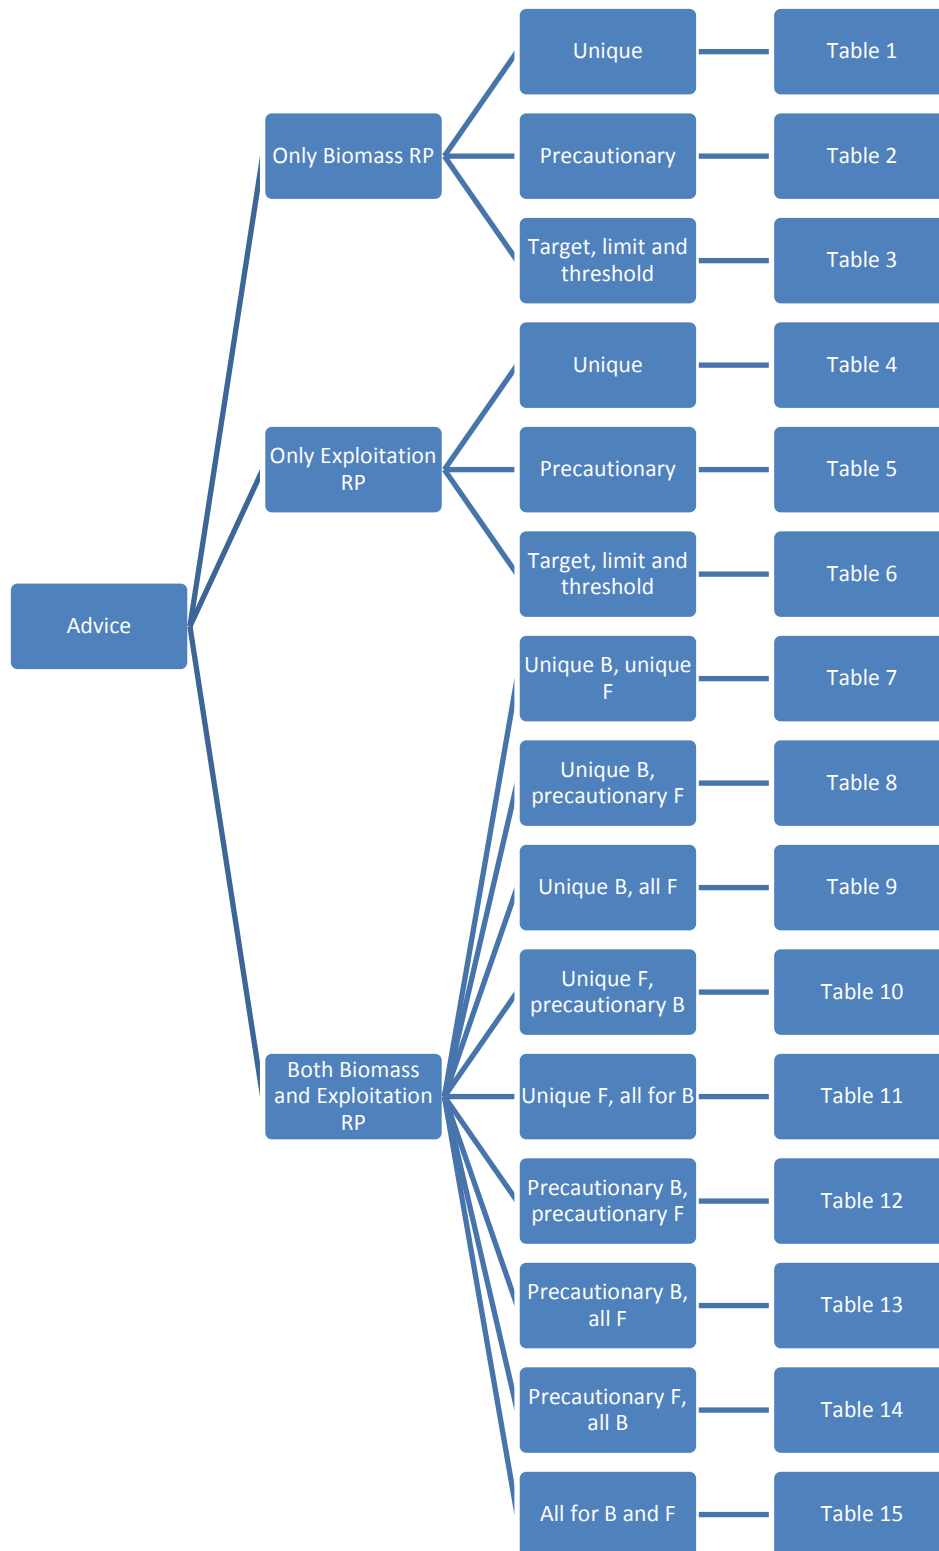 Advice
Only Biomass RP
Unique
Table 1
Precautionary
Table 2
Target, limit and
threshold
Table 3
Only Exploitation
RP
Unique
Table 4
Precautionary
Table 5
Target, limit and
threshold
Table 6
Both Biomass
and Exploitation
RP
Unique B, unique
F
Table 7
Unique B,
precautionary F
Table 8
Unique B, all F
Table 9
Unique F,
precautionary B
Table 10
Unique F, all for B
Table 11
Precautionary B,
precautionary F
Table 12
Precautionary B,
all F
Table 13
Precautionary F,
all B
Table 14
All for B and F
Table 15